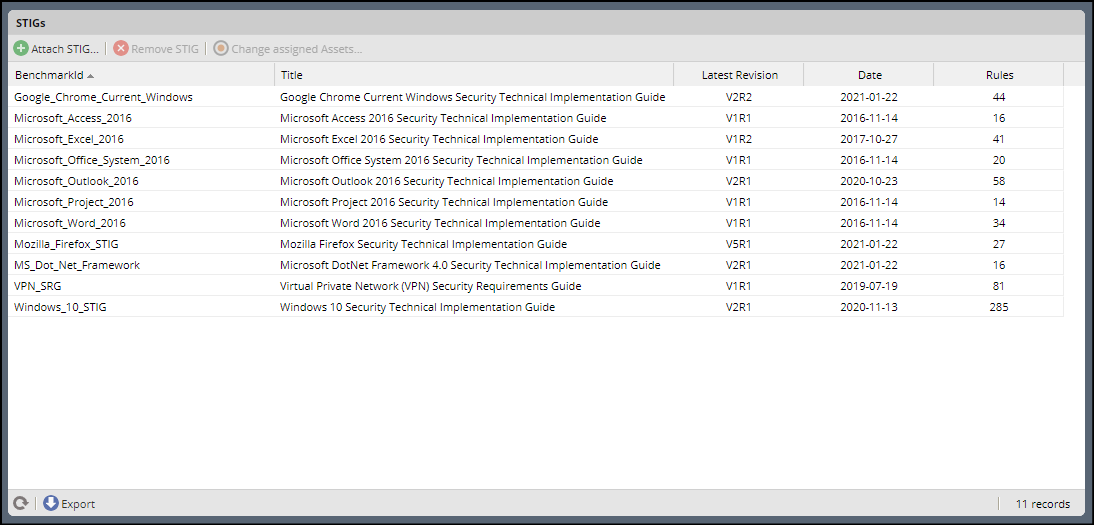 STIGs
Attach STIG... Remove STIG Change assigned Assets...
BenchmarkId Title Latest Revision Date Rules
Google_Chrome_Current_Windows Google Chrome Current Windows Security Technical Implementation Guide V2R2 2021-01-22 44
Microsoft_Access_2016 Microsoft Access 2016 Security Technical Implementation Guide V1R1 2016-11-14 16
Microsoft_Excel_2016 Microsoft Excel 2016 Security Technical Implementation Guide V1R2 2017-10-27 41
Microsoft_Office_System_2016 Microsoft Office System 2016 Security Technical Implementation Guide V1R1 2016-11-14 20
Microsoft_Outlook_2016 Microsoft Outlook 2016 Security Technical Implementation Guide V2R1 2020-10-23 58
Microsoft_Project_2016 Microsoft Project 2016 Security Technical Implementation Guide V1R1 2016-11-14 14
Microsoft_Word_2016 Microsoft Word 2016 Security Technical Implementation Guide V1R1 2016-11-14 34
Mozilla_Firefox_STIG Mozilla Firefox Security Technical Implementation Guide V5R1 2021-01-22 27
MS_Dot_Net_Framework Microsoft DotNet Framework 4.0 Security Technical Implementation Guide V2R1 2021-01-22 16
VPN_SRG Virtual Private Network (VPN) Security Requirements Guide V1R1 2019-07-19 81
Windows_10_STIG Windows 10 Security Technical Implementation Guide V2R1 2020-11-13 285
Export 11 records